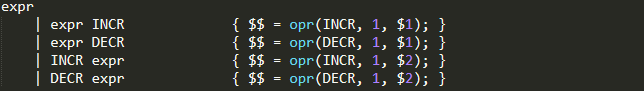 expr
| expr INCR { $$ = opr(INCR, 1, $1); }
| expr DECR { $$ = opr(DECR, 1, $1); }
| INCR expr { $$ = opr(INCR, 1, $2); }
| DECR expr { $$ = opr(DECR, 1, $2); }